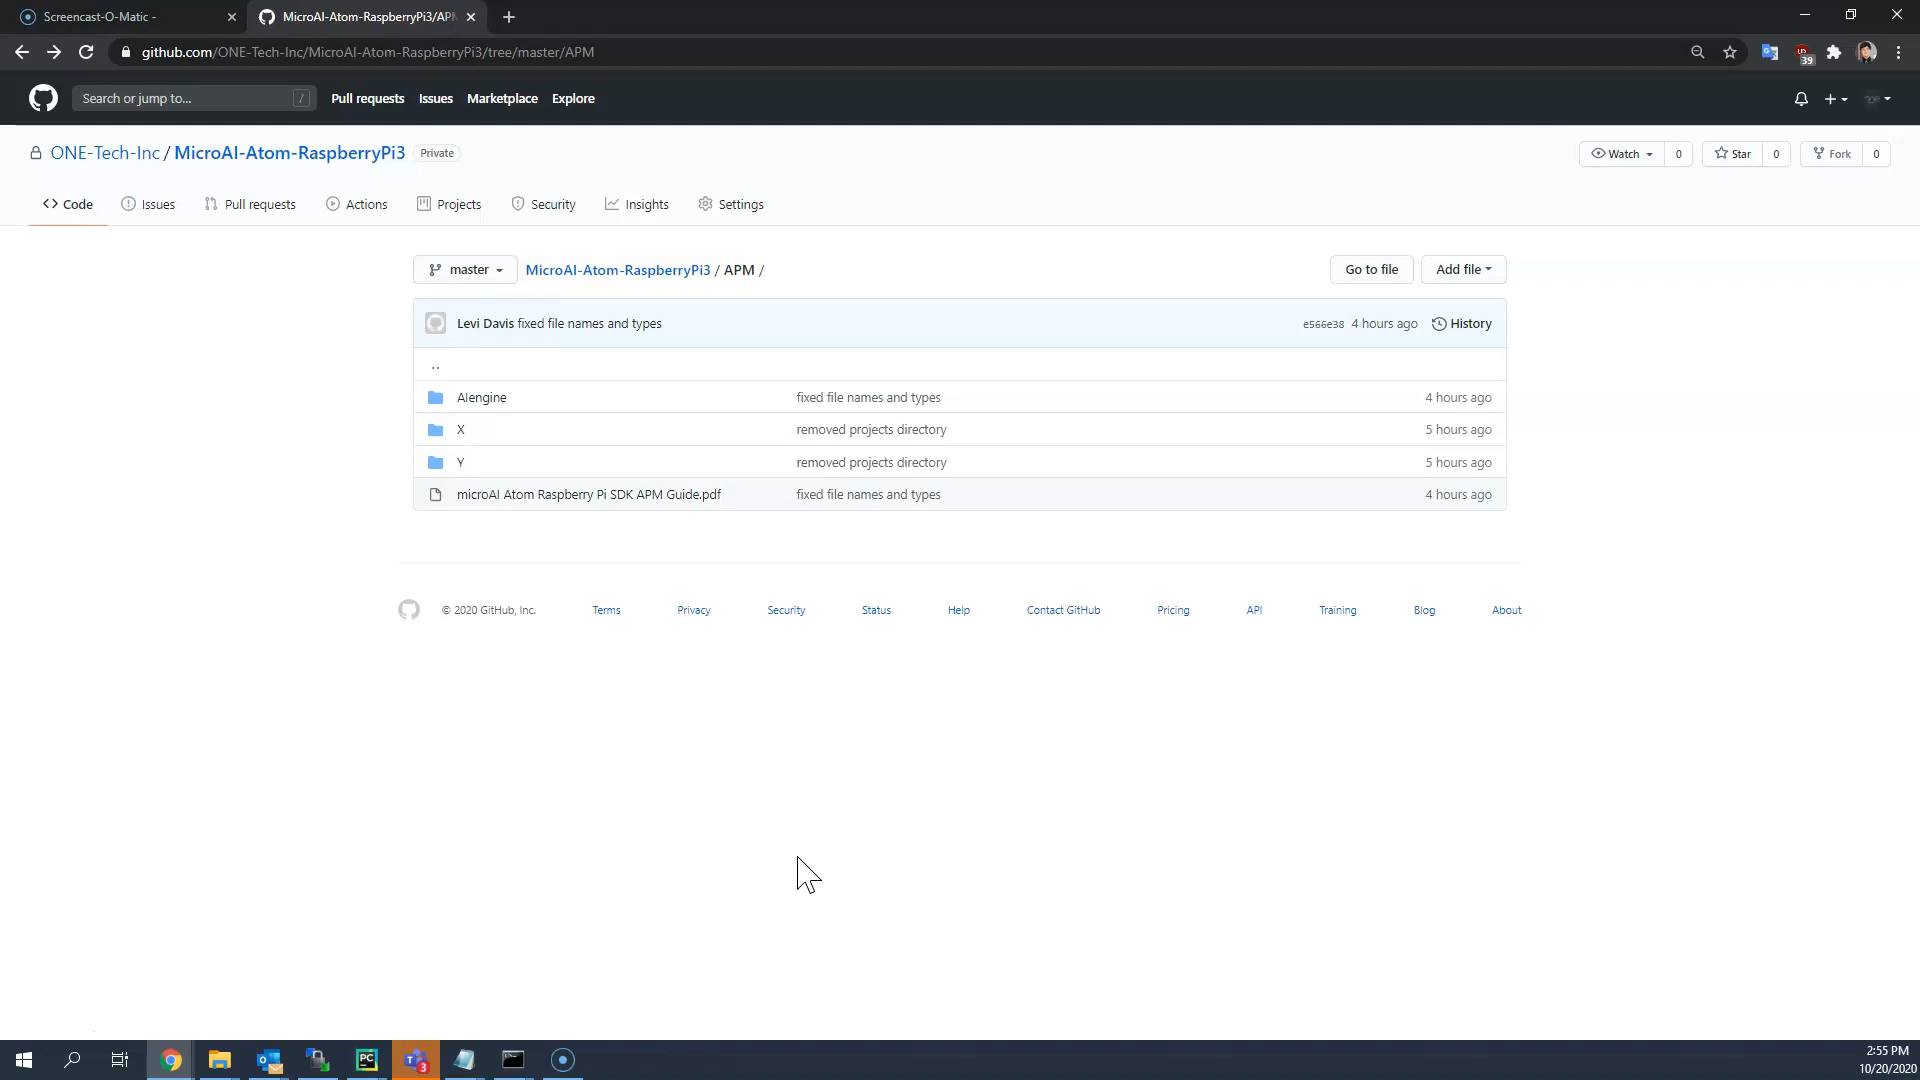 Screencast-O-Matic -
MicroAI-Atom-RaspberryPi3/APM
github.com/ONE-Tech-Inc/MicroAI-Atom-RaspberryPi3/tree/master/APM
39
Search or jump to...
/
Pull requests
Issues
Marketplace
Explore
ONE-Tech-Inc / MicroAI-Atom-RaspberryPi3
Private
Watch
0
Star
0
Fork
0
Code
Issues
Pull requests
Actions
Projects
Security
Insights
Settings
master
MicroAI-Atom-RaspberryPi3 / APM /
Go to file
Add file
Levi Davis fixed file names and types
e566e38 4 hours ago
History
..
AIengine
fixed file names and types
4 hours ago
X
removed projects directory
5 hours ago
Y
removed projects directory
5 hours ago
microAI Atom Raspberry Pi SDK APM Guide.pdf
fixed file names and types
4 hours ago
© 2020 GitHub, Inc.
Terms
Privacy
Security
Status
Help
Contact GitHub
Pricing
API
Training
Blog
About
PC
3
2:55 PM
10/20/2020